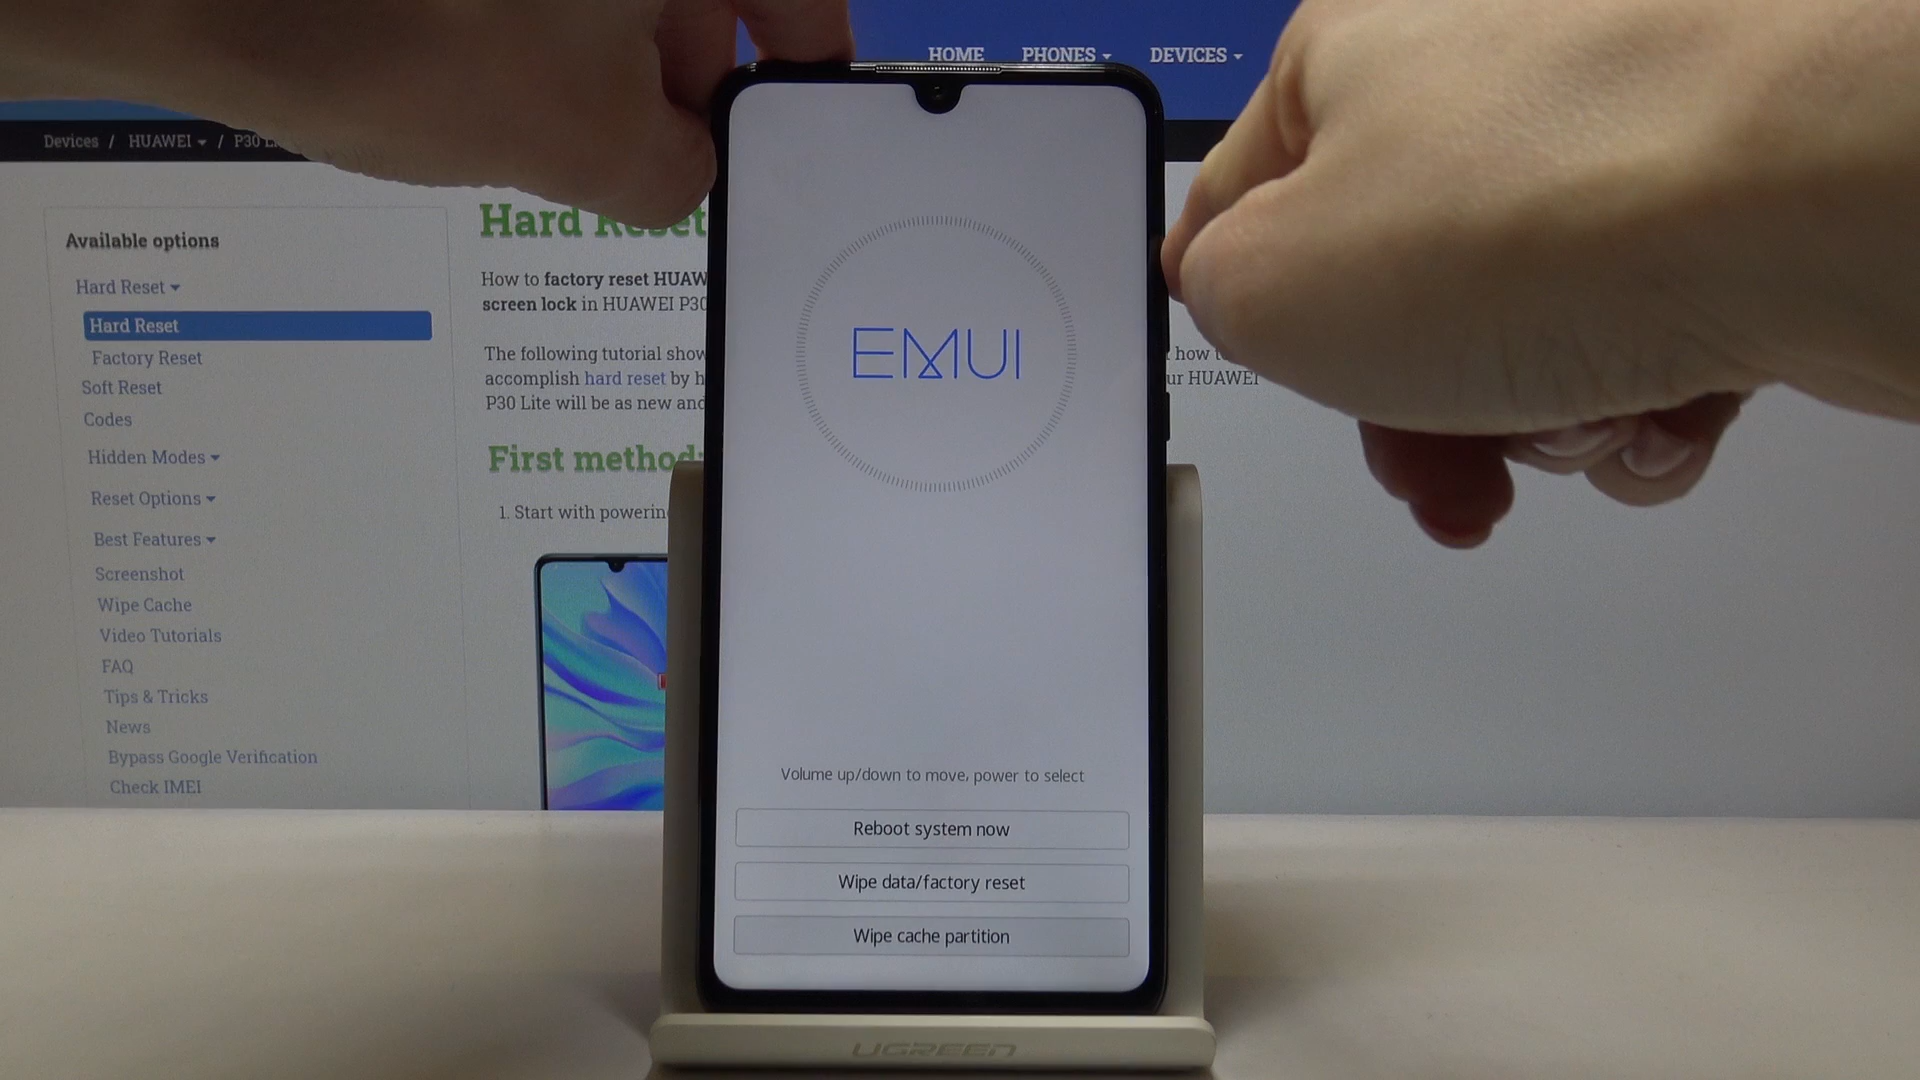 HOME PHONES DEVICES
Devices / HUAWEI / P30
Available options
Hard Reset
Hard Reset
Factory Reset
Soft Reset
Codes
Hidden Modes
Reset Options
Best Features
Screenshot
Wipe Cache
Video Tutorials
FAQ
Tips & Tricks
News
Bypass Google Verification
Check IMEI
Hard Reset
How to factory reset HUAW
screen lock in HUAWEI P30
The following tutorial show how t
accomplish hard reset by h ur HUAWEI
P30 Lite will be as new and
First method:
1. Start with powerin
EMUI
Volume up/down to move, power to select
Reboot system now
Wipe data/factory reset
Wipe cache partition
UGREEN